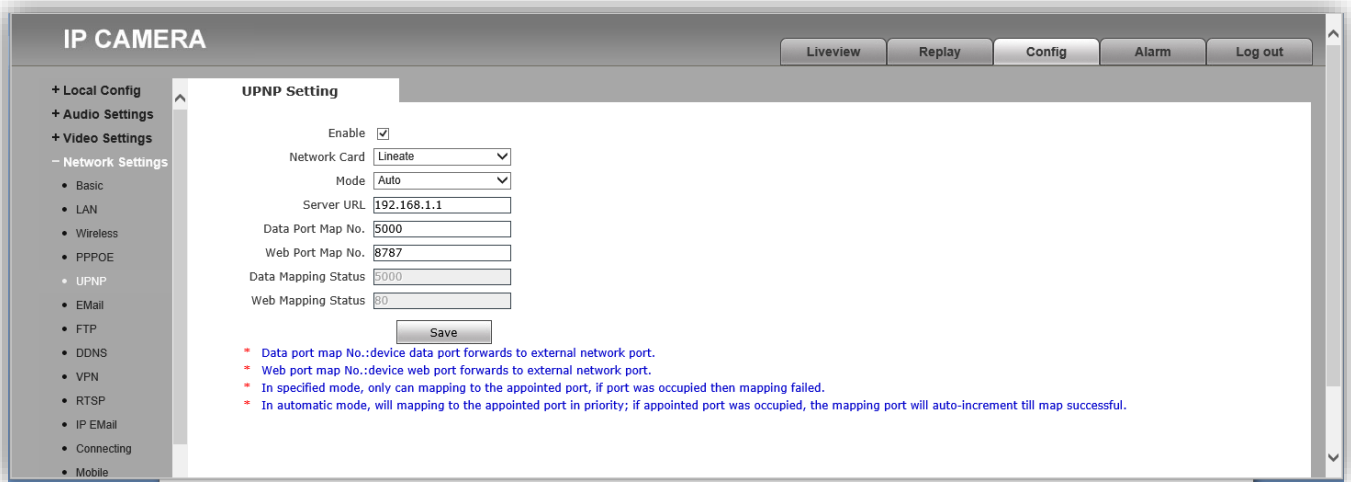 IP CAMERA
Liveview
Replay
Config
Alarm
Log out
+ Local Config
+ Audio Settings
+ Video Settings
− Network Settings
• Basic
• LAN
• Wireless
• PPPOE
• UPNP
• EMail
• FTP
• DDNS
• VPN
• RTSP
• IP EMail
• Connecting
• Mobile
UPNP Setting
Enable
Network Card Lineate
Mode Auto
Server URL 192.168.1.1
Data Port Map No. 5000
Web Port Map No. 8787
Data Mapping Status 5000
Web Mapping Status 80
Save
* Data port map No.:device data port forwards to external network port.
* Web port map No.:device web port forwards to external network port.
* In specified mode, only can mapping to the appointed port, if port was occupied then mapping failed.
* In automatic mode, will mapping to the appointed port in priority; if appointed port was occupied, the mapping port will auto-increment till map successful.